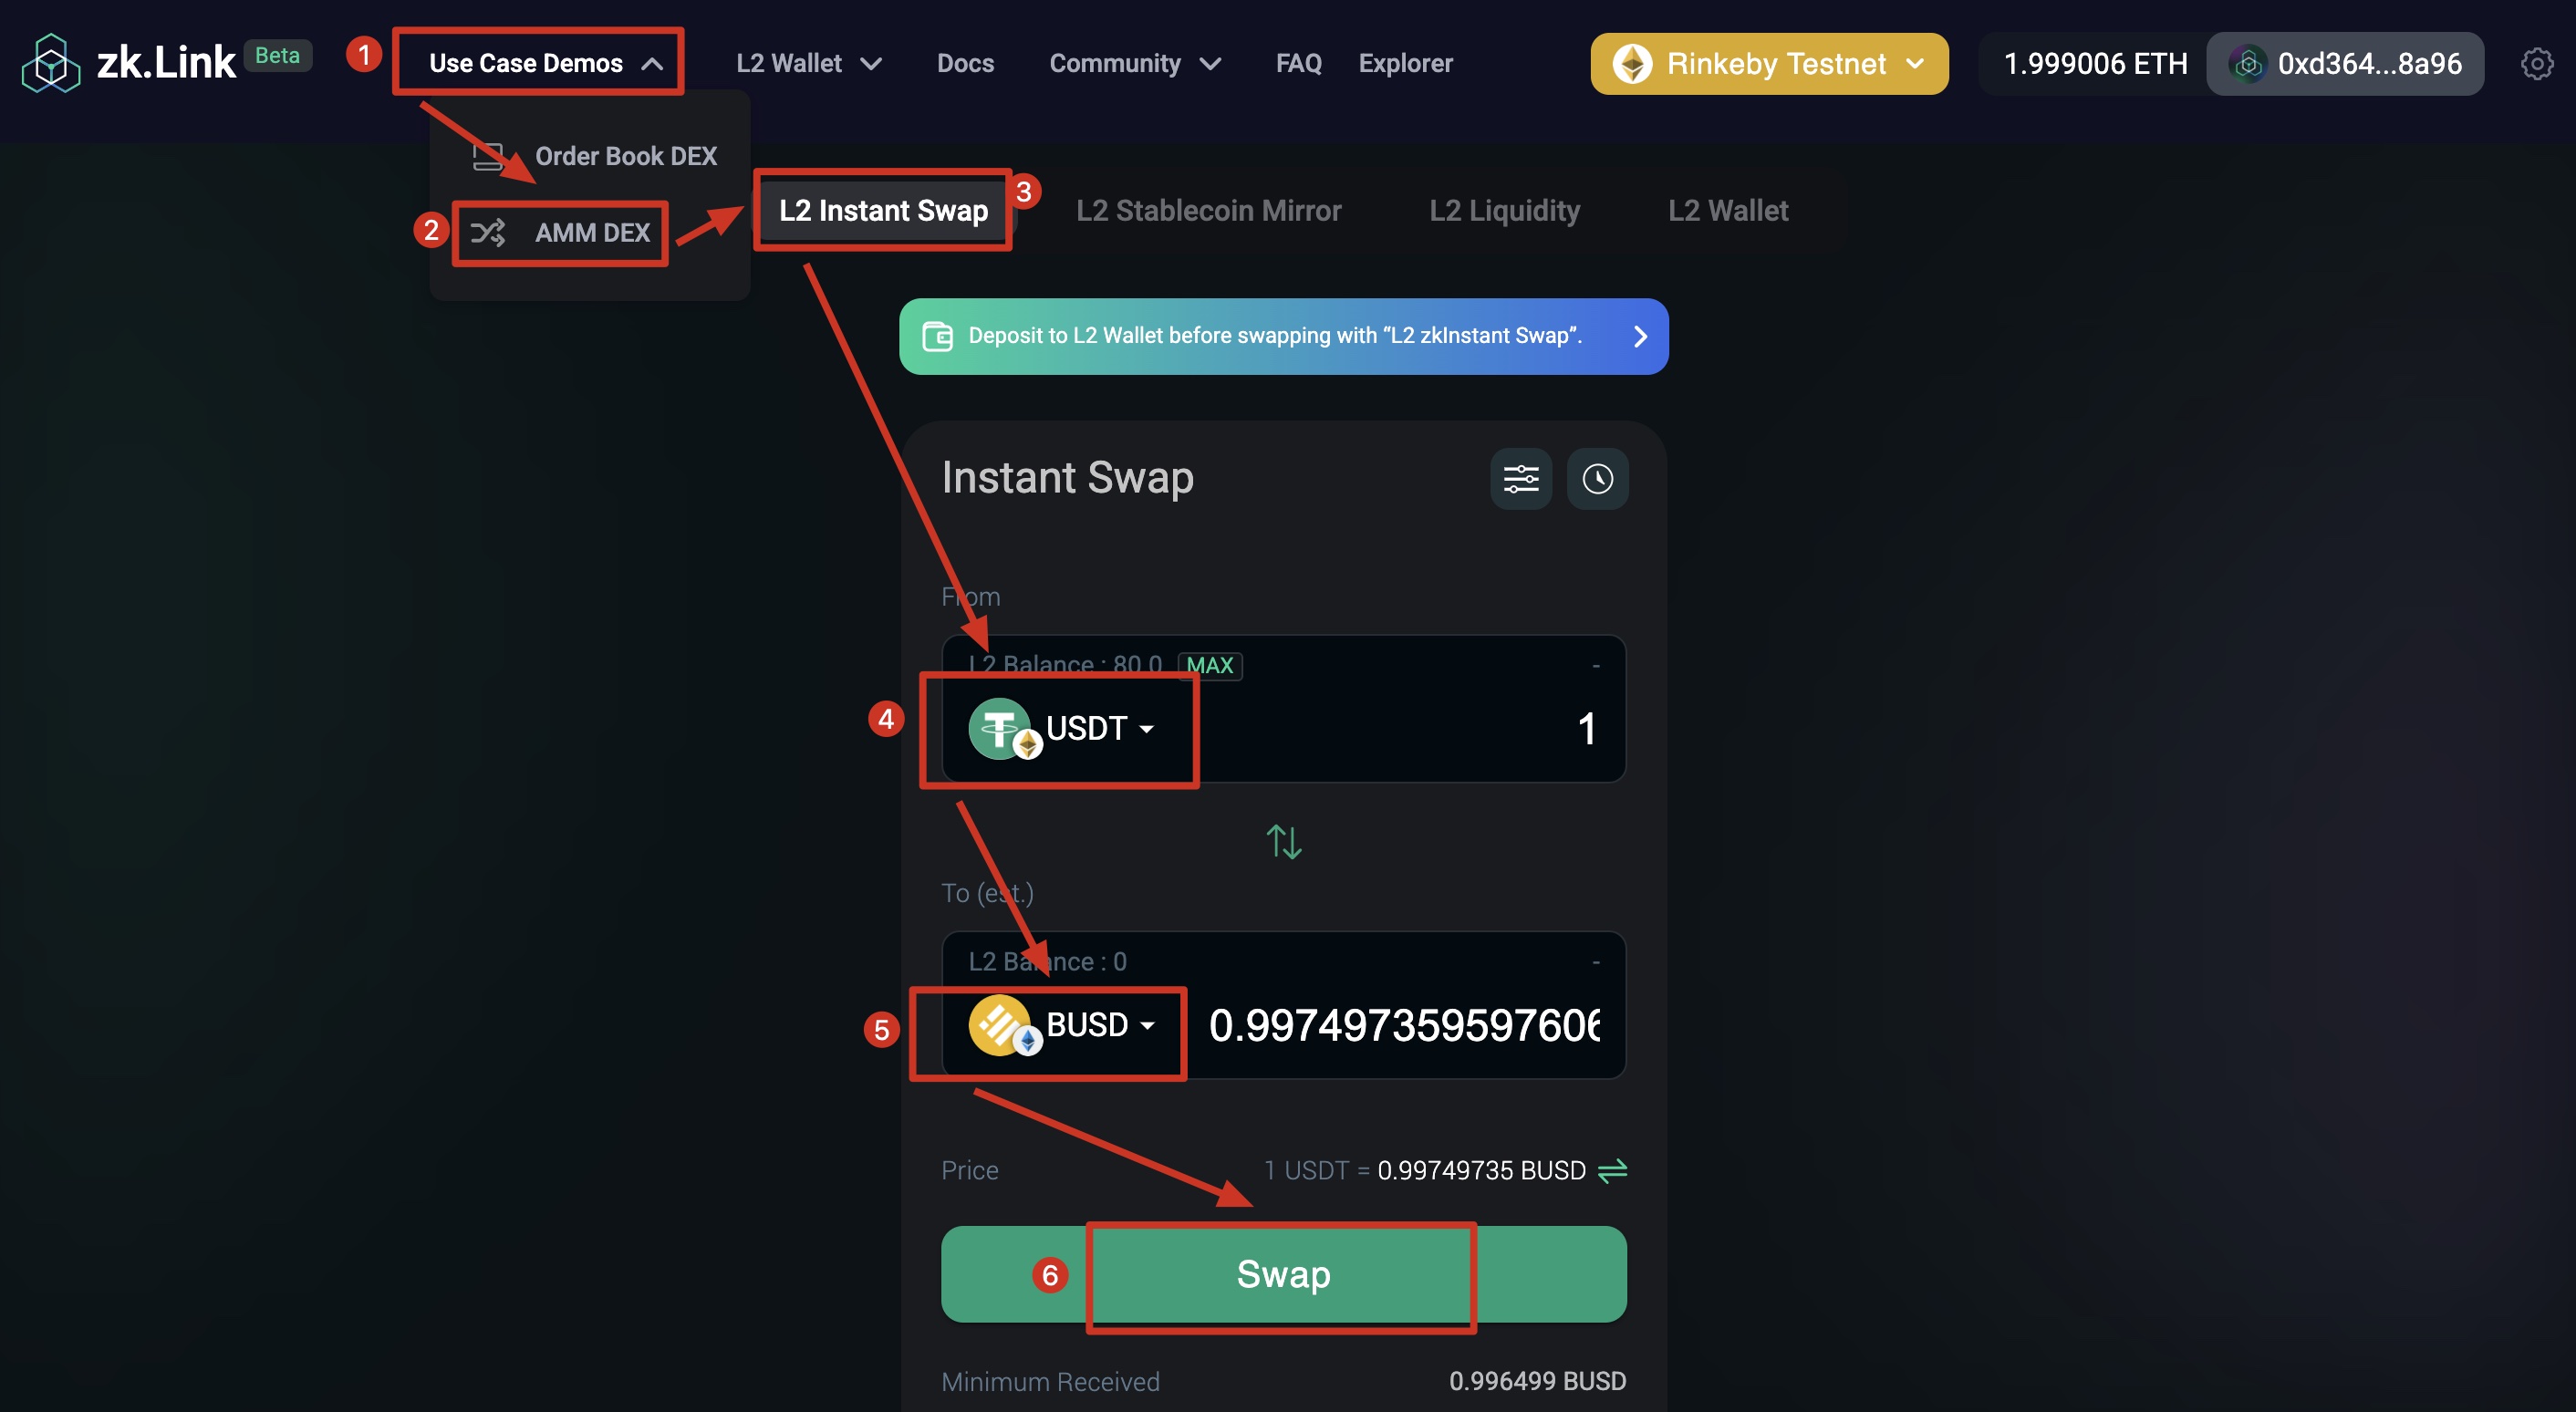 zk.Link Beta
1
Use Case Demos
L2 Wallet
Docs
Community
FAQ
Explorer
Rinkeby Testnet
1.999006 ETH
0xd364...8a96
Order Book DEX
2
AMM DEX
L2 Instant Swap
3
L2 Stablecoin Mirror
L2 Liquidity
L2 Wallet
Deposit to L2 Wallet before swapping with “L2 zkInstant Swap”.
Instant Swap
From
L2 Balance : 80.0
MAX
-
4
USDT
1
To (est.)
L2 Balance : 0
-
5
BUSD
0.997497359597606
Price
1 USDT = 0.99749735 BUSD
6
Swap
Minimum Received
0.996499 BUSD